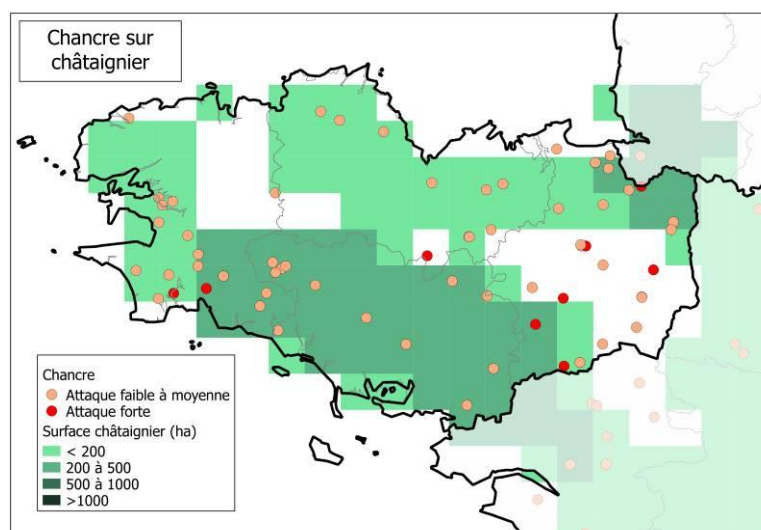 Chancre sur
châtaignier
Chancre
Attaque faible à moyenne
Attaque forte
Surface châtaignier (ha)
< 200
200 à 500
500 à 1000
>1000